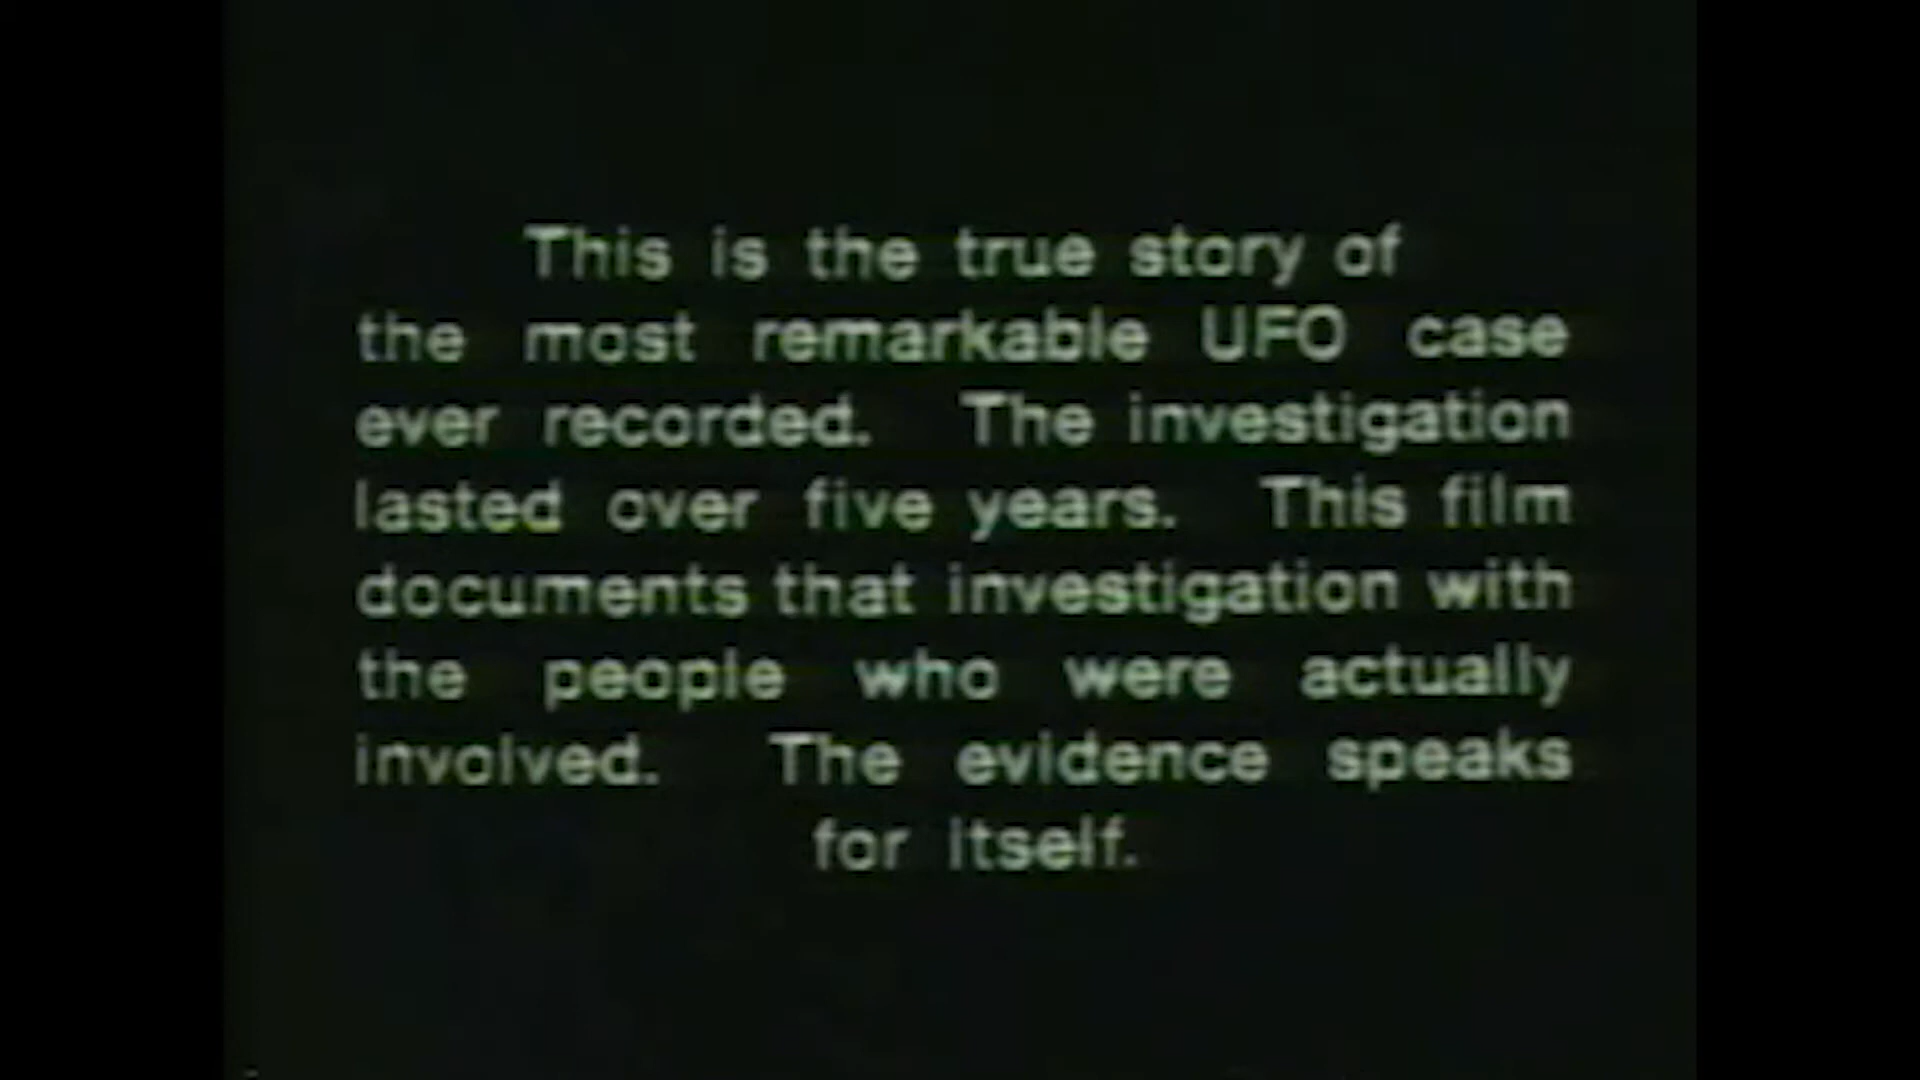 This is the true story of
the most remarkable UFO case
ever recorded. The investigation
lasted over five years. This film
documents that investigation with
the people who were actually
involved. The evidence speaks
for itself.